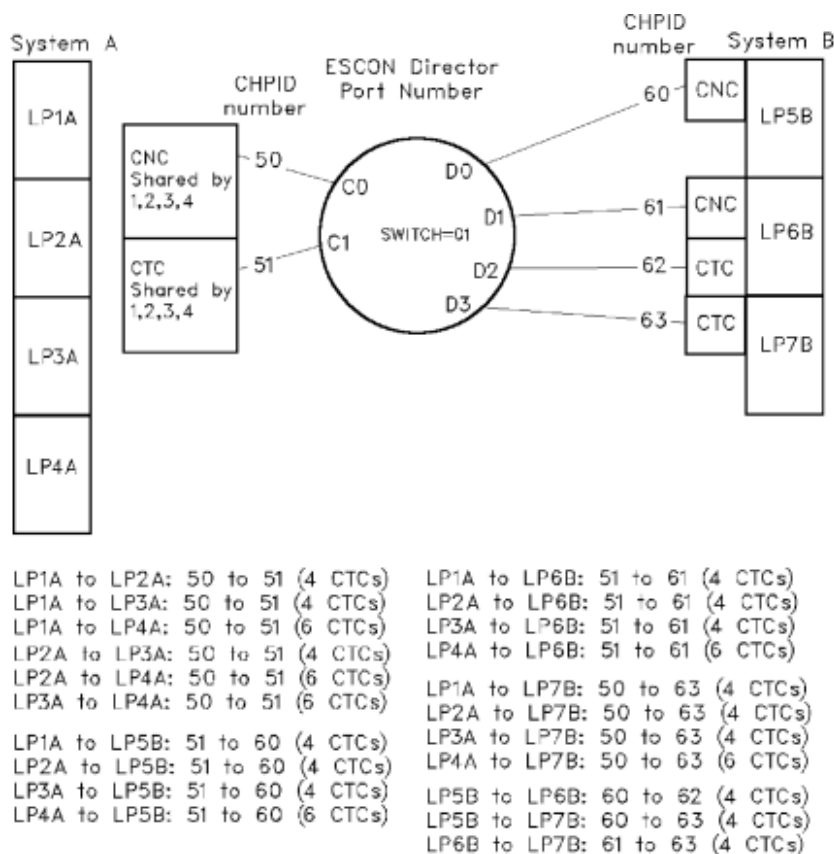 System A
LP1A
LP2A
LP3A
LP4A
CHPID
number
CNC
Shared by
1,2,3,4
CTC
Shared by
1,2,3,4
50
51
ESCON Director
Port Number
C0
C1
D0
D1
D2
D3
SWITCH=01
CHPID
number
System B
60
61
62
63
CNC
CNC
CTC
CTC
LP5B
LP6B
LP7B
LP1A to LP2A: 50 to 51 (4 CTCs)
LP1A to LP3A: 50 to 51 (4 CTCs)
LP1A to LP4A: 50 to 51 (6 CTCs)
LP2A to LP3A: 50 to 51 (4 CTCs)
LP2A to LP4A: 50 to 51 (6 CTCs)
LP3A to LP4A: 50 to 51 (6 CTCs)
LP1A to LP5B: 51 to 60 (4 CTCs)
LP2A to LP5B: 51 to 60 (4 CTCs)
LP3A to LP5B: 51 to 60 (4 CTCs)
LP4A to LP5B: 51 to 60 (6 CTCs)
LP1A to LP6B: 51 to 61 (4 CTCs)
LP2A to LP6B: 51 to 61 (4 CTCs)
LP3A to LP6B: 51 to 61 (4 CTCs)
LP4A to LP6B: 51 to 61 (6 CTCs)
LP1A to LP7B: 50 to 63 (4 CTCs)
LP2A to LP7B: 50 to 63 (4 CTCs)
LP3A to LP7B: 50 to 63 (4 CTCs)
LP4A to LP7B: 50 to 63 (6 CTCs)
LP5B to LP6B: 60 to 62 (4 CTCs)
LP5B to LP7B: 60 to 63 (4 CTCs)
LP6B to LP7B: 61 to 63 (4 CTCs)